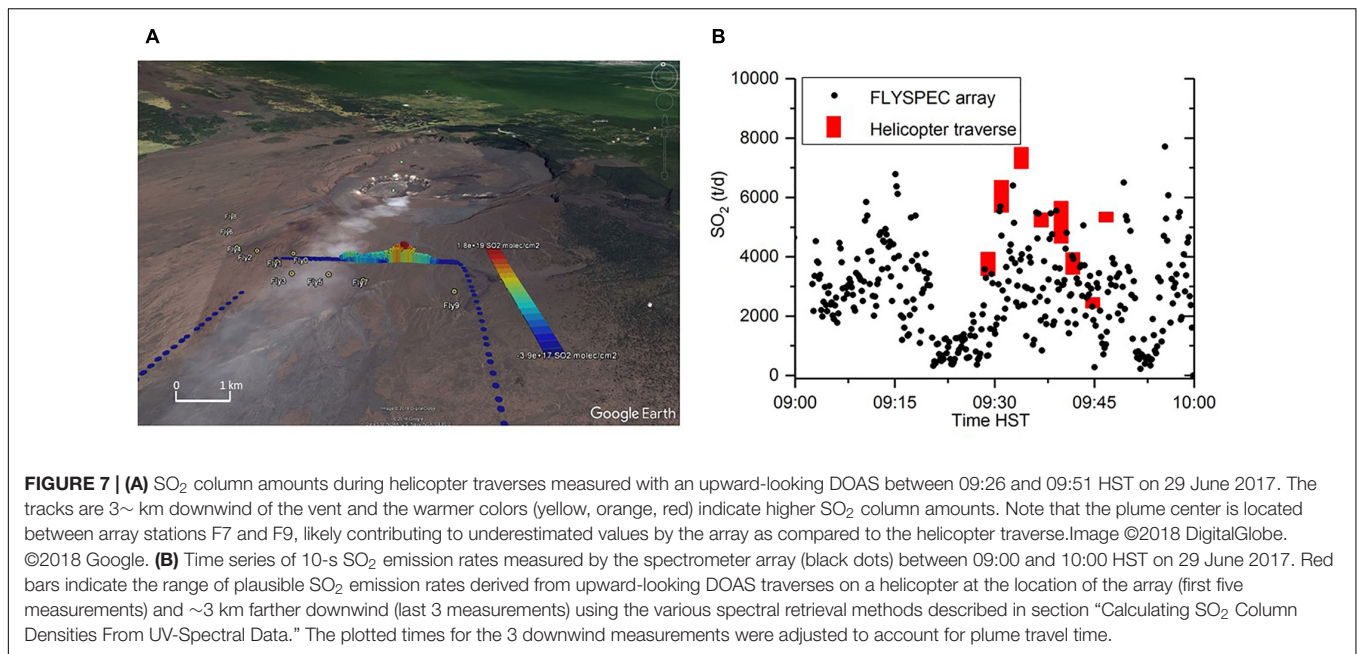 A
B
Fly8
Fly6
Fly4
Fly2
Fly1
Fly3
Fly5
Fly7
Fly9
1.8e+19 SO2 molec/cm2
3.9e+17 SO2 molec/cm2
0 1 km
Google Earth
10000
8000
6000
4000
2000
0
SO₂ (t/d)
FLYSPEC array
Helicopter traverse
09:00 09:15 09:30 09:45 10:00
Time HST
FIGURE 7 | (A) SO₂ column amounts during helicopter traverses measured with an upward-looking DOAS between 09:26 and 09:51 HST on 29 June 2017. The
tracks are 3∼ km downwind of the vent and the warmer colors (yellow, orange, red) indicate higher SO₂ column amounts. Note that the plume center is located
between array stations F7 and F9, likely contributing to underestimated values by the array as compared to the helicopter traverse.Image ©2018 DigitalGlobe.
©2018 Google. (B) Time series of 10-s SO₂ emission rates measured by the spectrometer array (black dots) between 09:00 and 10:00 HST on 29 June 2017. Red
bars indicate the range of plausible SO₂ emission rates derived from upward-looking DOAS traverses on a helicopter at the location of the array (first five
measurements) and ∼3 km farther downwind (last 3 measurements) using the various spectral retrieval methods described in section “Calculating SO₂ Column
Densities From UV-Spectral Data.” The plotted times for the 3 downwind measurements were adjusted to account for plume travel time.